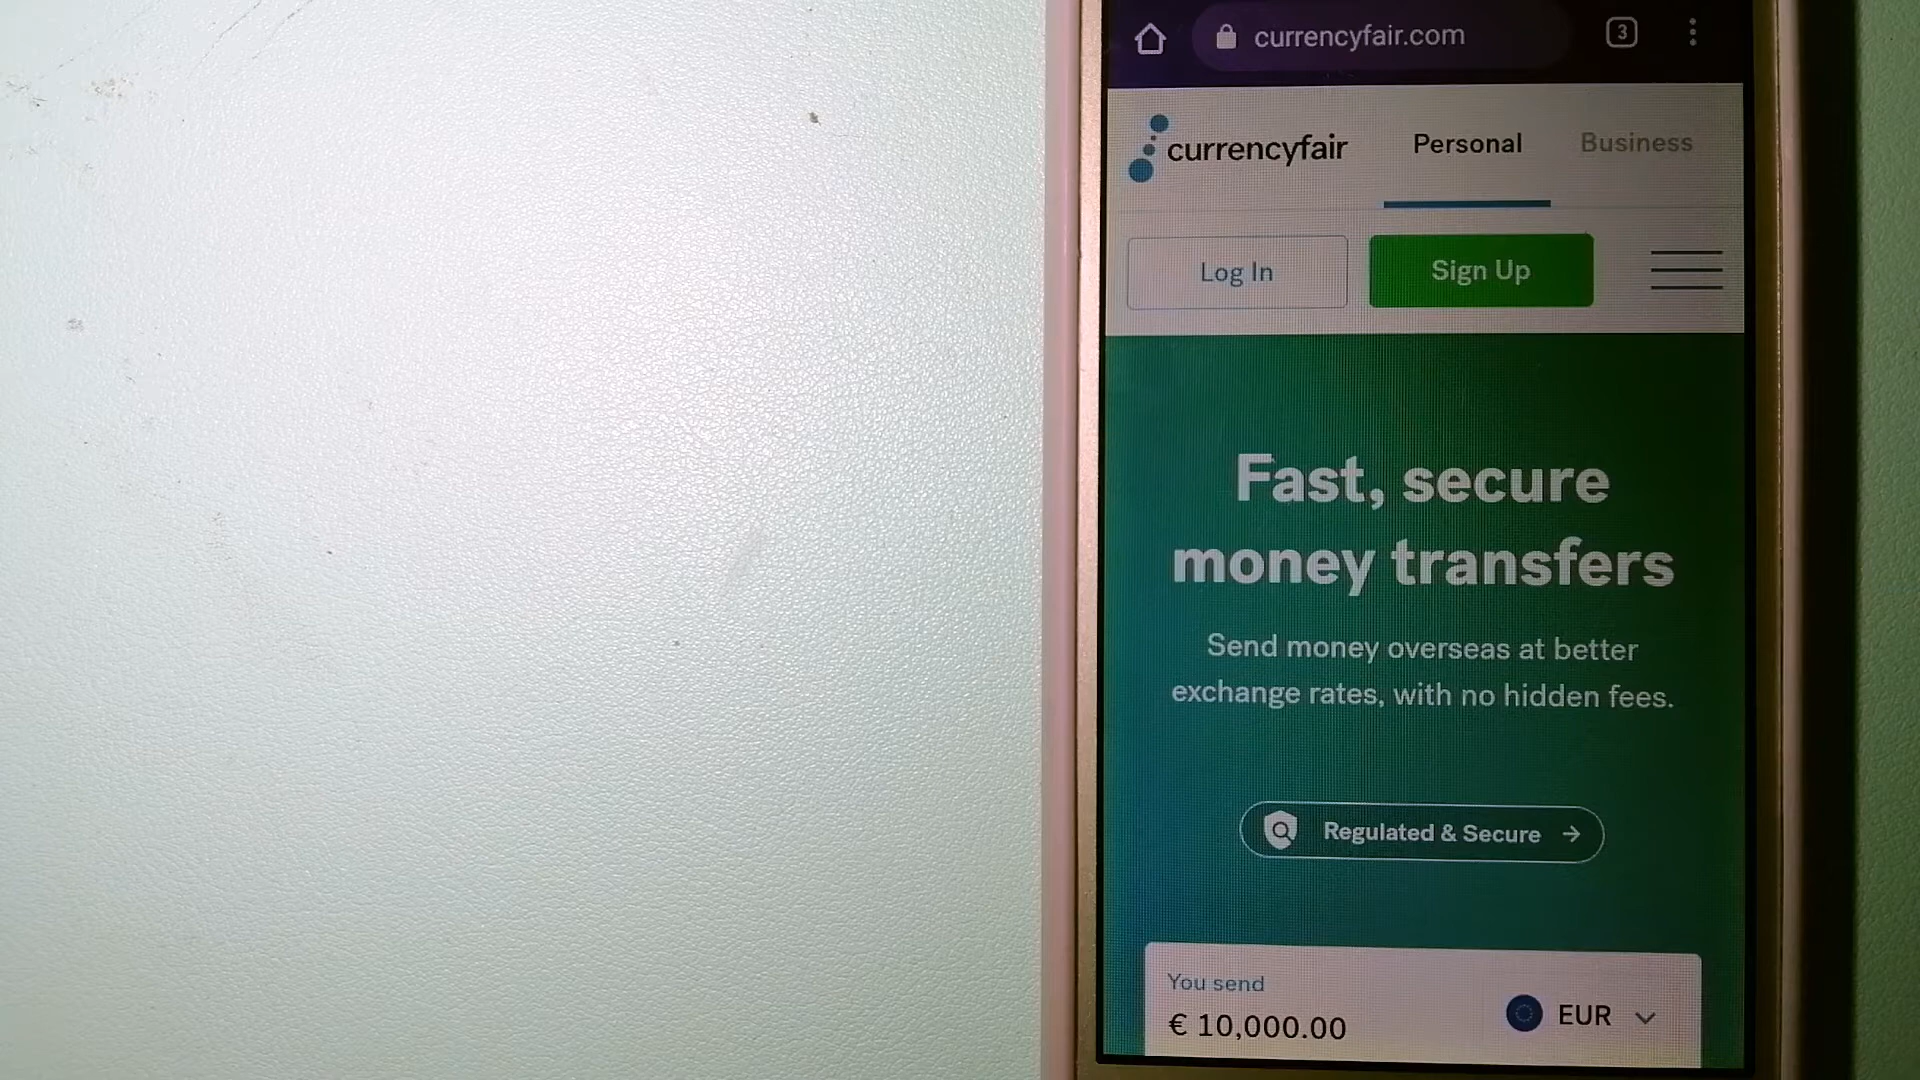 currencyfair.com
3
currencyfair
Personal
Business
Log In
Sign Up
Fast, secure
money transfers
Send money overseas at better
exchange rates, with no hidden fees.
Regulated & Secure →
You send
€ 10,000.00
EUR